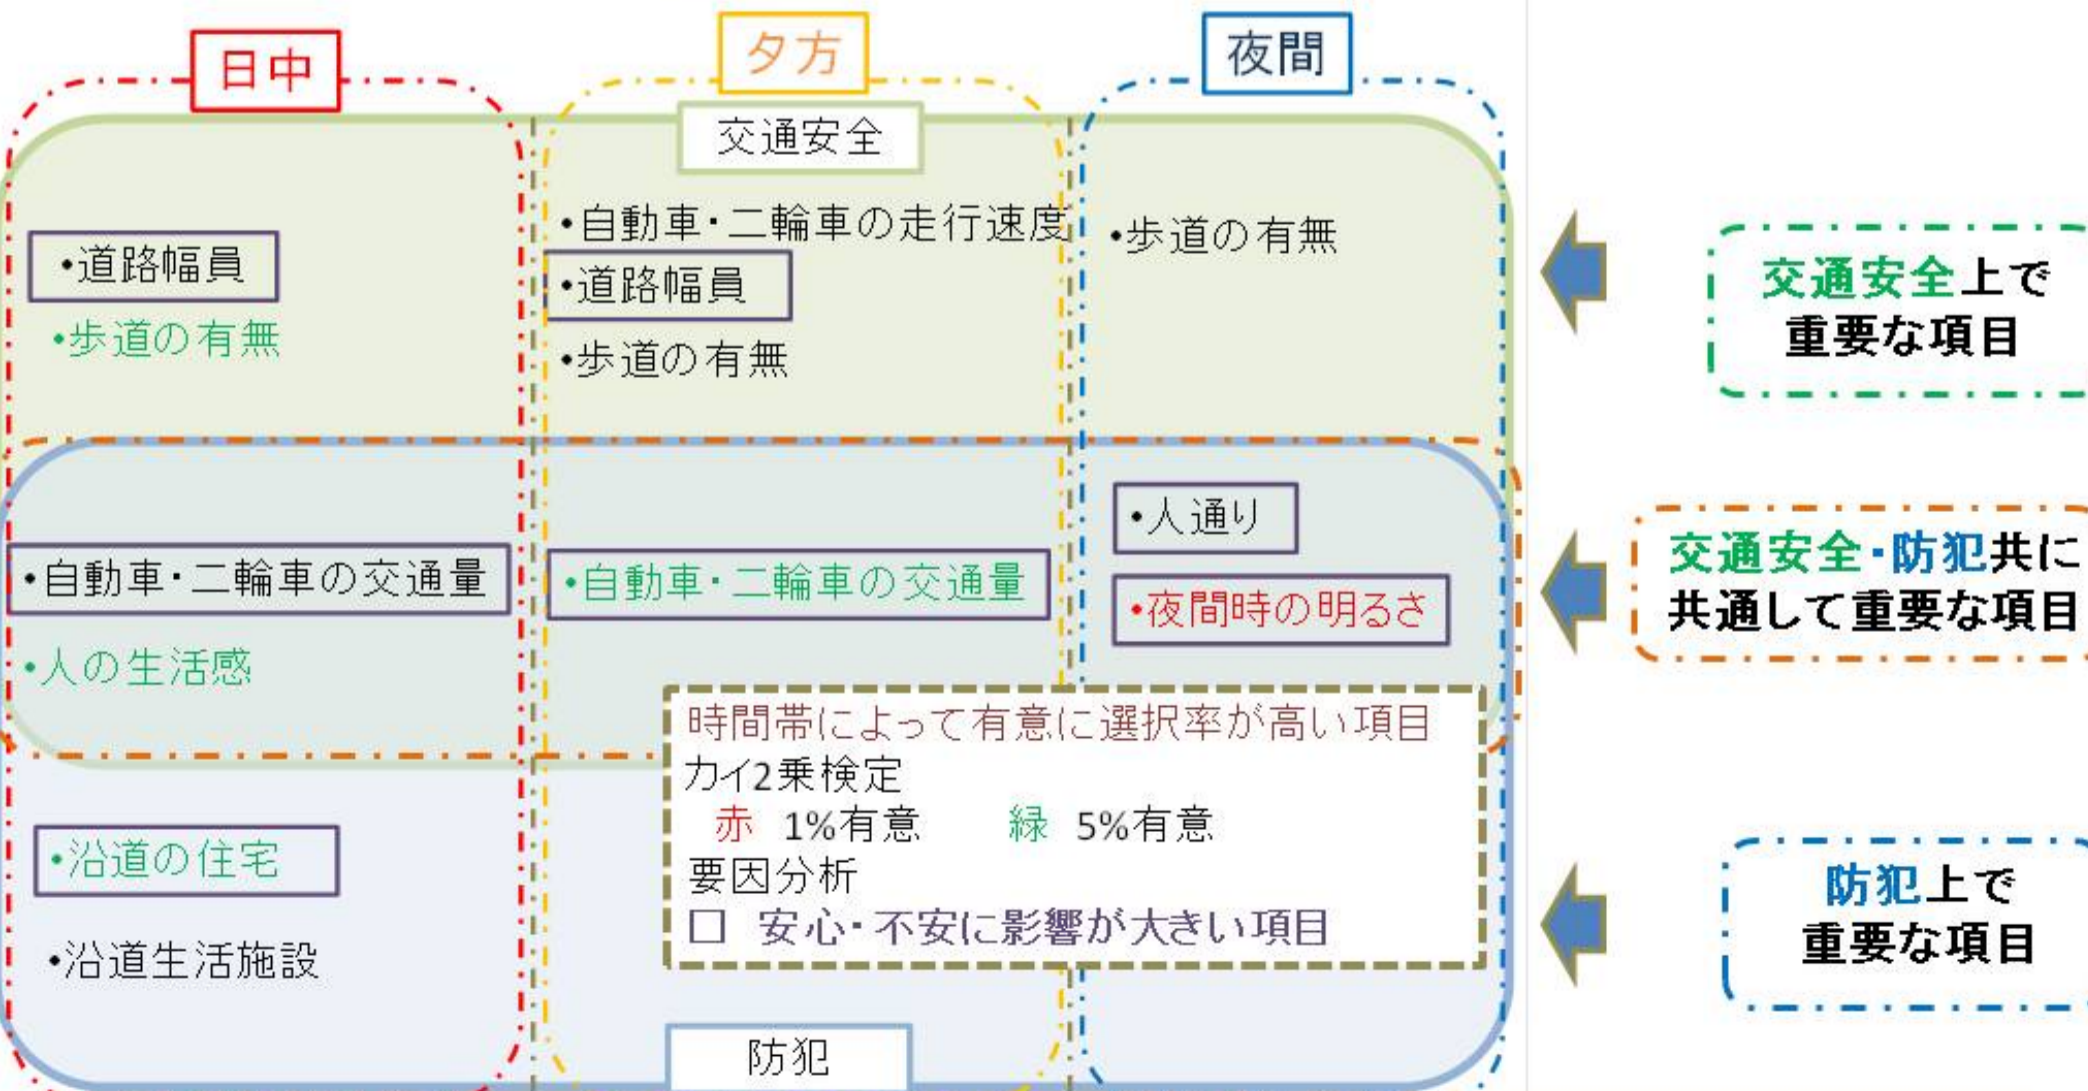 日中
夕方
夜間
交通安全
・道路幅員
・歩道の有無
・自動車・二輪車の走行速度
・道路幅員
・歩道の有無
・歩道の有無
交通安全上で
重要な項目
・自動車・二輪車の交通量
・人の生活感
・自動車・二輪車の交通量
・人通り
・夜間時の明るさ
交通安全・防犯共に
共通して重要な項目
・沿道の住宅
・沿道生活施設
時間帯によって有意に選択率が高い項目
カイ2乗検定
赤 1%有意 緑 5%有意
要因分析
□ 安心・不安に影響が大きい項目
防犯上で
重要な項目
防犯